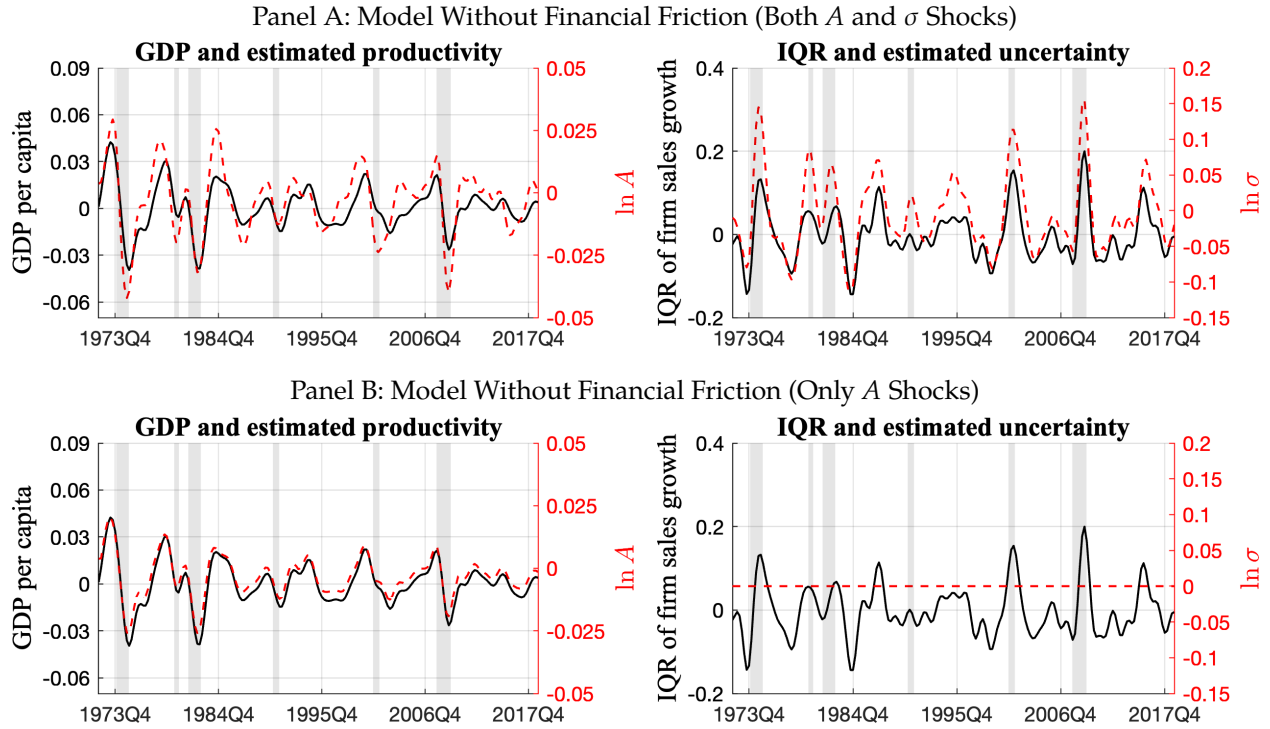 Panel A: Model Without Financial Friction (Both A and σ Shocks)
GDP and estimated productivity
GDP per capita
0.09
0.06
0.03
0
-0.03
-0.06
0.05
0.025
0
-0.025
-0.05
ln A
1973Q4 1984Q4 1995Q4 2006Q4 2017Q4
IQR and estimated uncertainty
IQR of firm sales growth
0.4
0.2
0
-0.2
0.2
0.15
0.1
0.05
0
-0.05
-0.1
-0.15
ln σ
1973Q4 1984Q4 1995Q4 2006Q4 2017Q4
Panel B: Model Without Financial Friction (Only A Shocks)
GDP and estimated productivity
GDP per capita
0.09
0.06
0.03
0
-0.03
-0.06
0.05
0.025
0
-0.025
-0.05
ln A
1973Q4 1984Q4 1995Q4 2006Q4 2017Q4
IQR and estimated uncertainty
IQR of firm sales growth
0.4
0.2
0
-0.2
0.2
0.15
0.1
0.05
0
-0.05
-0.1
-0.15
ln σ
1973Q4 1984Q4 1995Q4 2006Q4 2017Q4